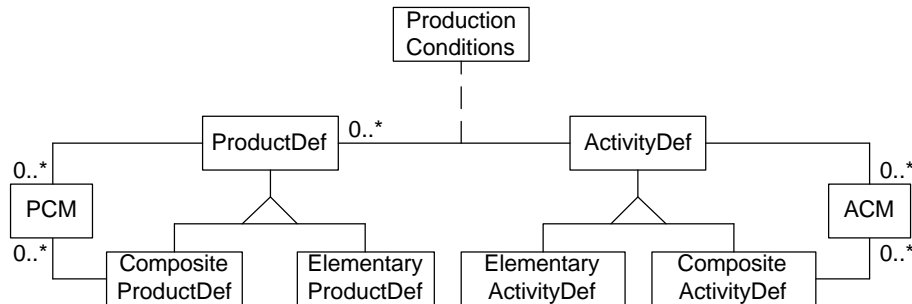 Production
Conditions
ProductDef
0..*
ActivityDef
0..*
0..*
PCM
ACM
0..*
0..*
Composite
ProductDef
Elementary
ProductDef
Elementary
ActivityDef
Composite
ActivityDef